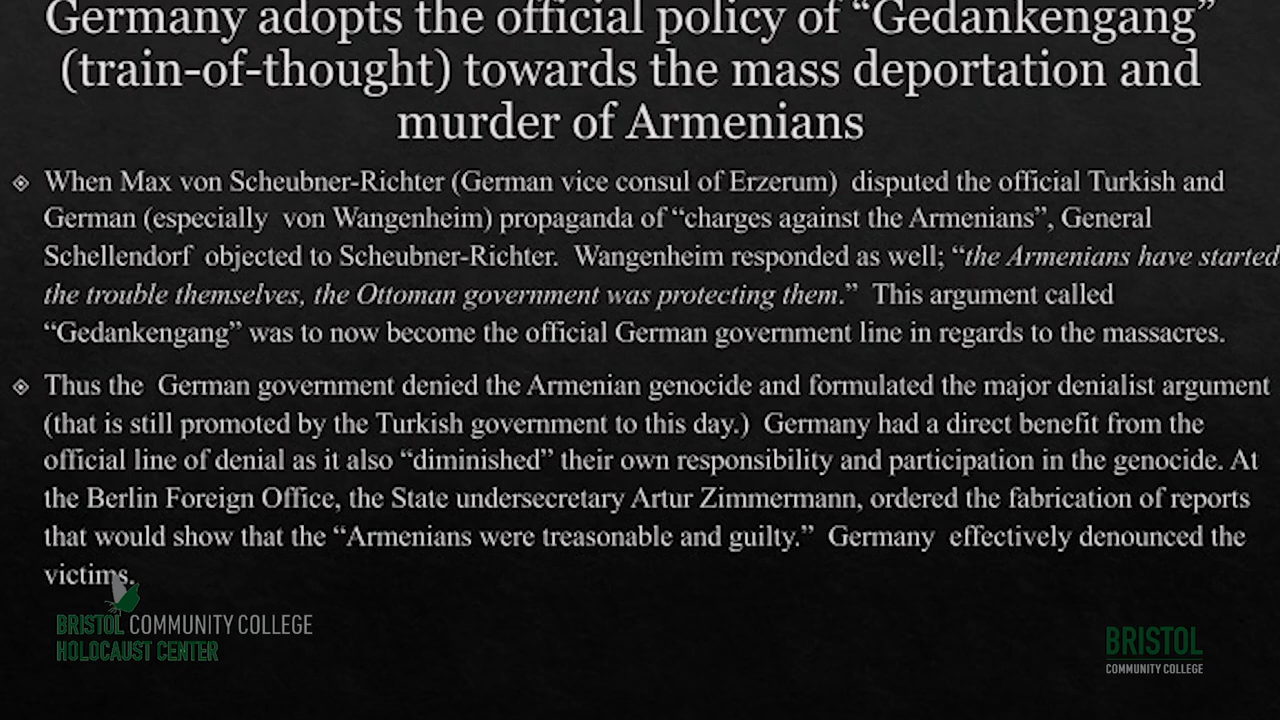 Germany adopts the official policy of “Gedankengang”
(train-of-thought) towards the mass deportation and
murder of Armenians
When Max von Scheubner-Richter (German vice consul of Erzerum) disputed the official Turkish and
German (especially von Wangenheim) propaganda of “charges against the Armenians”, General
Schellendorf objected to Scheubner-Richter. Wangenheim responded as well; “the Armenians have started
the trouble themselves, the Ottoman government was protecting them.” This argument called
“Gedankengang” was to now become the official German government line in regards to the massacres.
Thus the German government denied the Armenian genocide and formulated the major denialist argument
(that is still promoted by the Turkish government to this day.) Germany had a direct benefit from the
official line of denial as it also “diminished” their own responsibility and participation in the genocide. At
the Berlin Foreign Office, the State undersecretary Artur Zimmermann, ordered the fabrication of reports
that would show that the “Armenians were treasonable and guilty.” Germany effectively denounced the
victims.
BRISTOL COMMUNITY COLLEGE
HOLOCAUST CENTER
BRISTOL
COMMUNITY COLLEGE